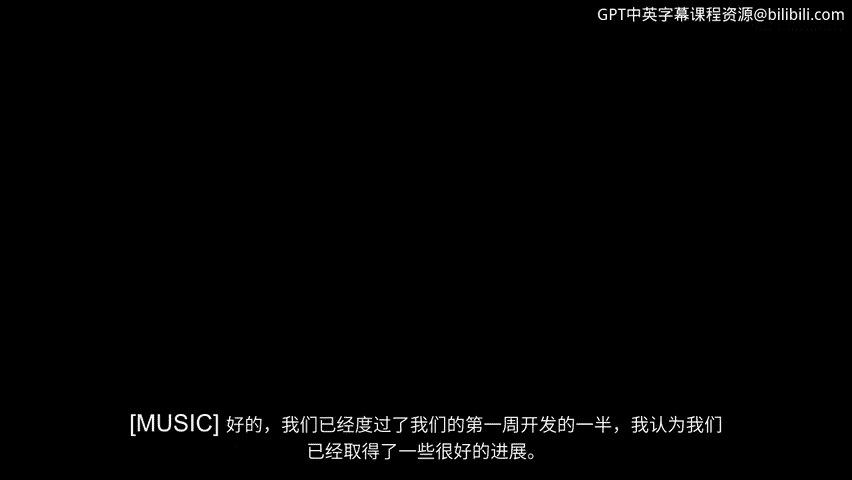 GPT中英字幕课程资源@bilibili.com
[MUSIC] 好的，我们已经度过了我们的第一周开发的一半，我认为我们
已经取得了一些很好的进展。